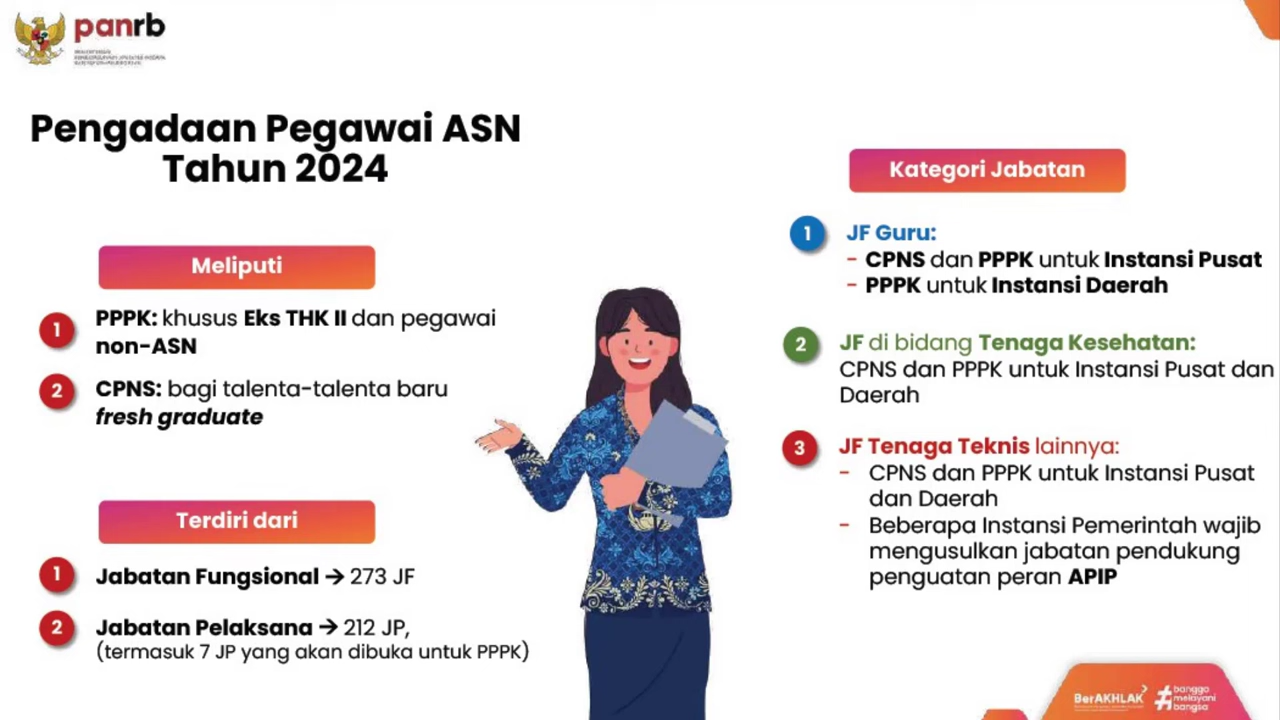 panrb
Pengadaan Pegawai ASN
Tahun 2024
Meliputi
1
PPPK: khusus Eks THK II dan pegawai
non-ASN
2
CPNS: bagi talenta-talenta baru
fresh graduate
Terdiri dari
1
Jabatan Fungsional → 273 JF
2
Jabatan Pelaksana → 212 JP,
(termasuk 7 JP yang akan dibuka untuk PPPK)
Kategori Jabatan
1
JF Guru:
- CPNS dan PPPK untuk Instansi Pusat
- PPPK untuk Instansi Daerah
2
JF di bidang Tenaga Kesehatan:
CPNS dan PPPK untuk Instansi Pusat dan
Daerah
3
JF Tenaga Teknis lainnya:
- CPNS dan PPPK untuk Instansi Pusat
dan Daerah
- Beberapa Instansi Pemerintah wajib
mengusulkan jabatan pendukung
penguatan peran APIP
BerAKHLAK
# bangga
melayani
bangsa